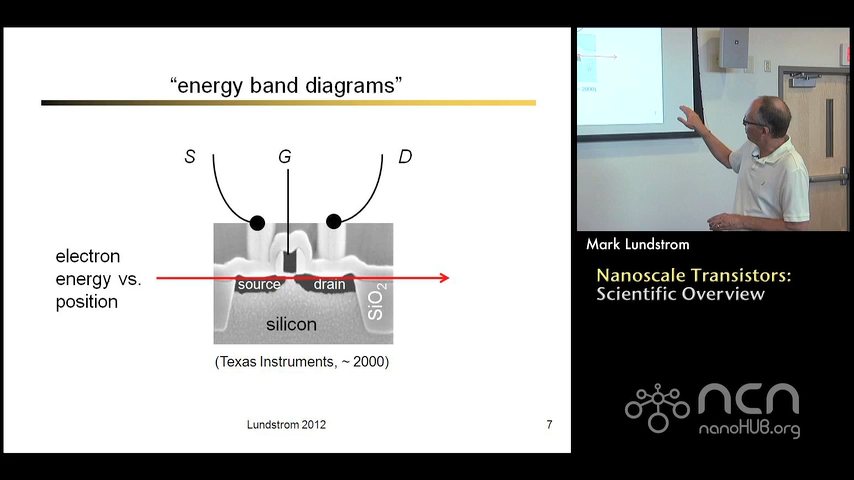 “energy band diagrams”
S
G
D
electron
energy vs.
position
source
drain
SiO2
silicon
(Texas Instruments, ~ 2000)
Lundstrom 2012
7
Mark Lundstrom
Nanoscale Transistors:
Scientific Overview
ncn
nanoHUB.org